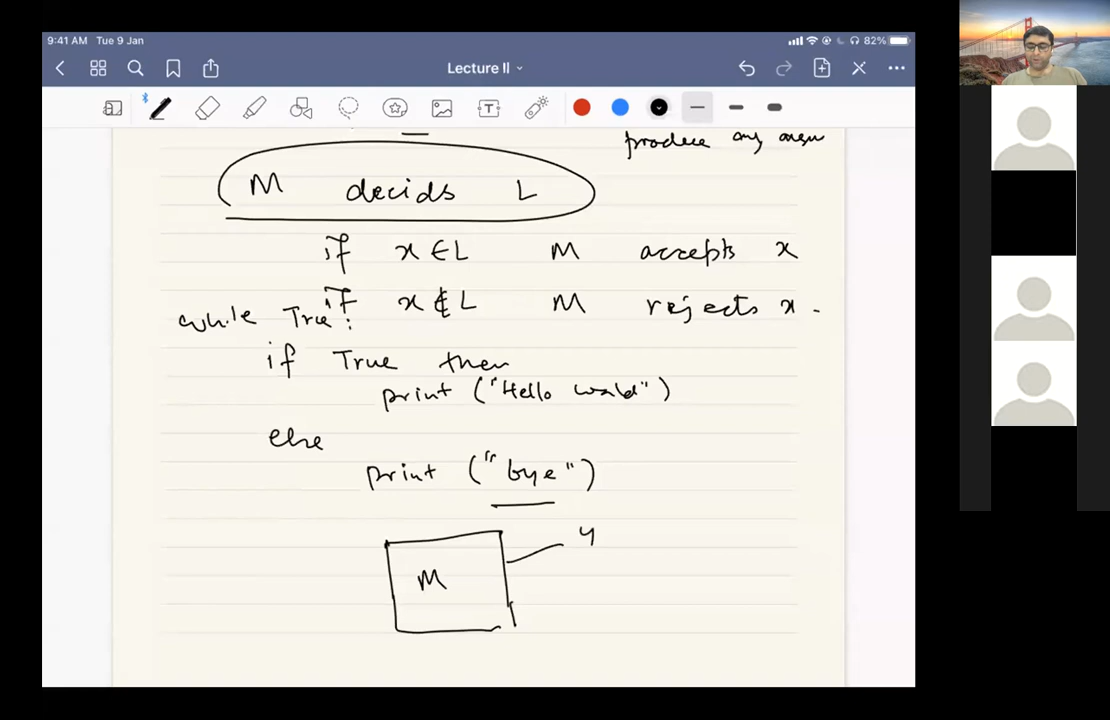 9:41 AM Tue 9 Jan
82%
Lecture II
T
produce any
M decids L
if x ∈ L M accepts x
if x ∉ L M rejects x.
while True:
if True then
print ("Hello world")
else
print ("bye")
M
y